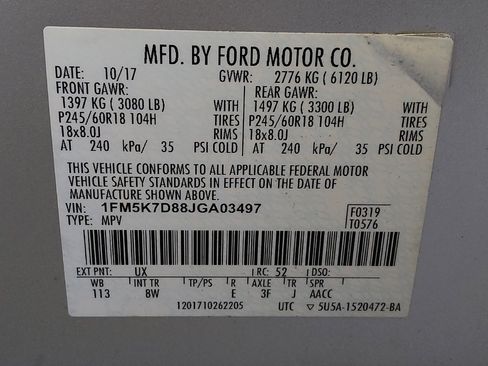 MFD. BY FORD MOTOR CO.
DATE: 10/17 GVWR: 2776 KG ( 6120 LB)
FRONT GAWR: REAR GAWR:
1397 KG ( 3080 LB) WITH 1497 KG ( 3300 LB) WITH
P245/60R18 104H TIRES P245/60R18 104H TIRES
18x8.0J RIMS 18x8.0J RIMS
AT 240 kPa/ 35 PSI COLD AT 240 kPa/ 35 PSI COLD
THIS VEHICLE CONFORMS TO ALL APPLICABLE FEDERAL MOTOR
VEHICLE SAFETY STANDARDS IN EFFECT ON THE DATE OF
MANUFACTURE SHOWN ABOVE.
VIN: 1FM5K7D88JGA03497 F0319
TYPE: MPV T0576
EXT PNT: UX RC: 52 DSO:
WB INT TR TP/PS R AXLE TR SPR
113 8W E 3F J AACC
1201710262205 UTC ▽ 5U5A-1520472-BA